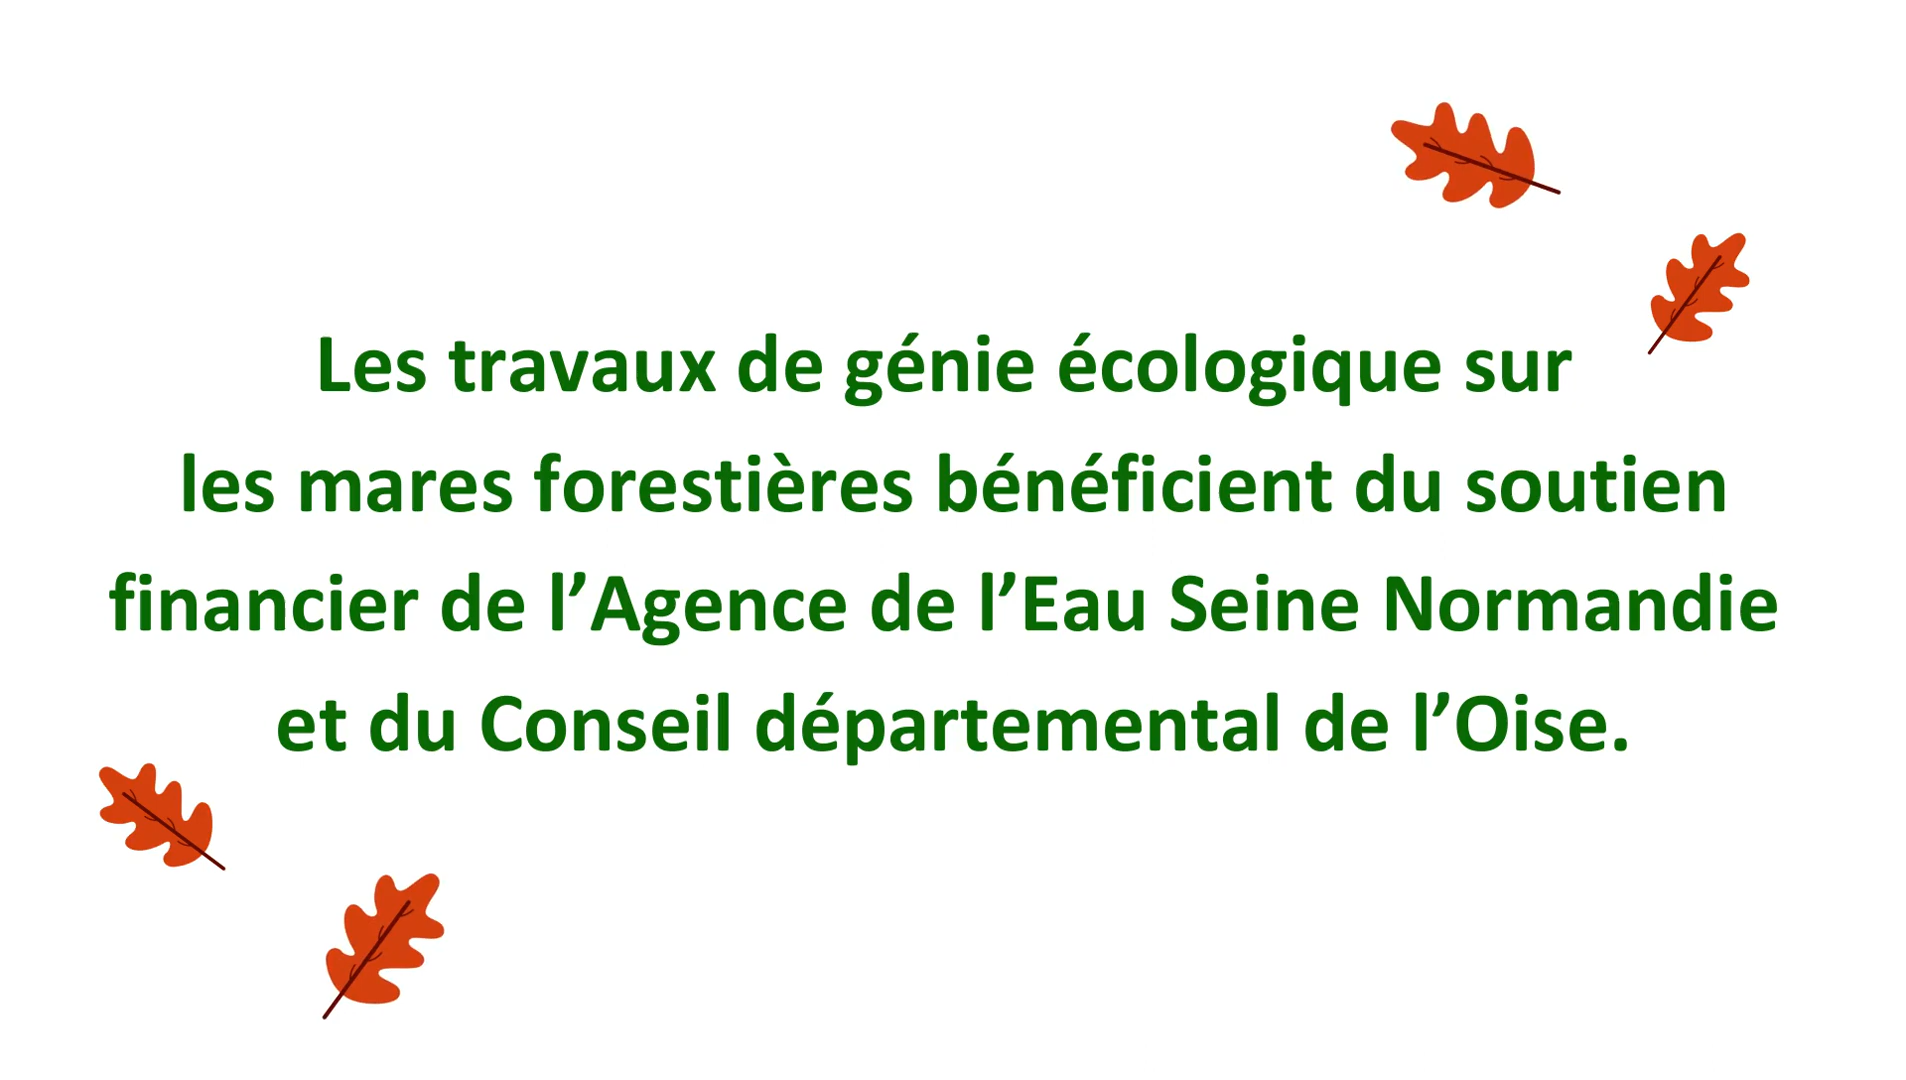 Les travaux de génie écologique sur
les mares forestières bénéficient du soutien
financier de l’Agence de l’Eau Seine Normandie
et du Conseil départemental de l’Oise.